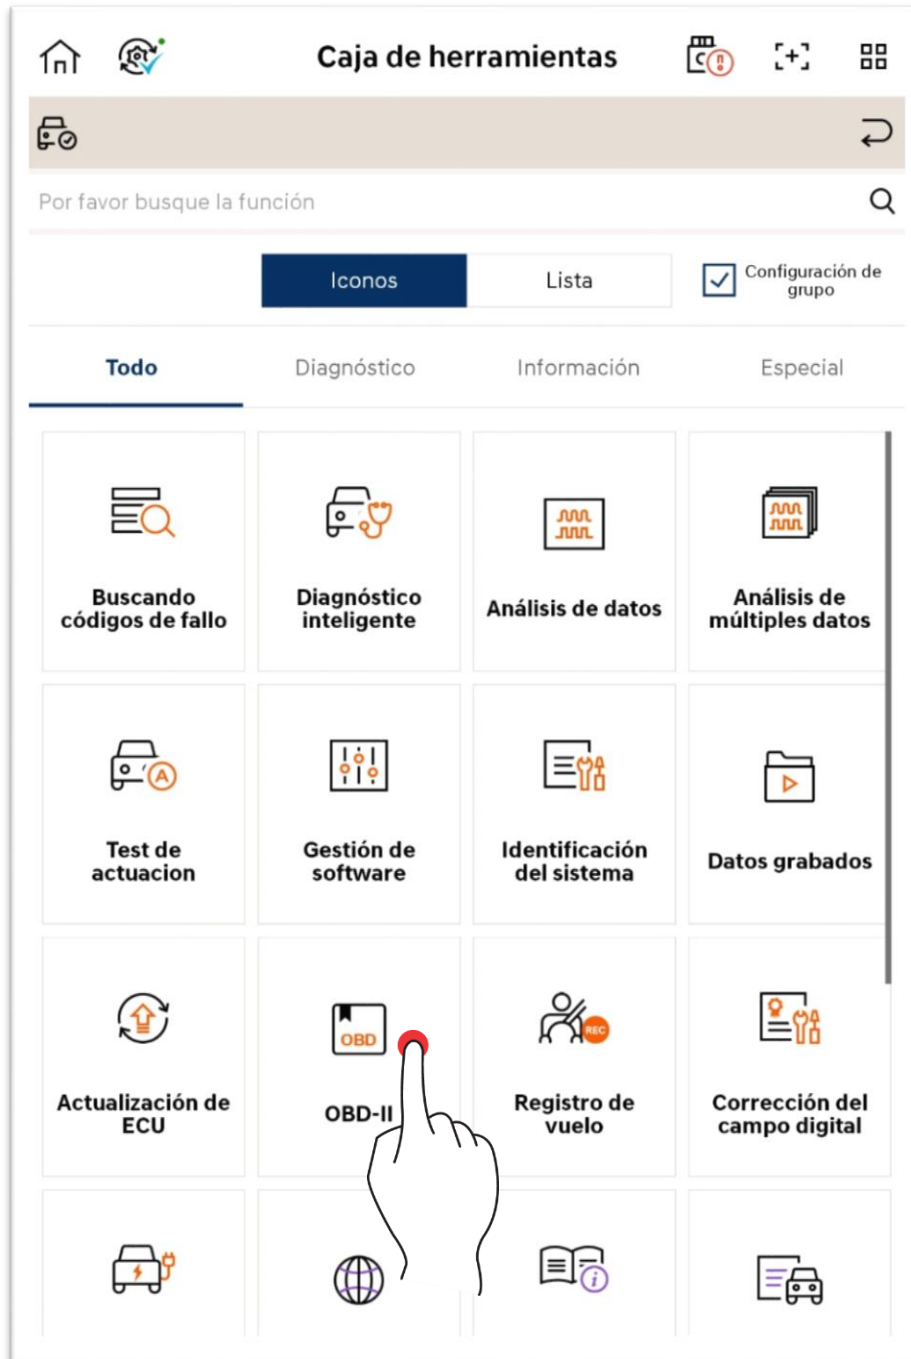 Caja de herramientas
Por favor busque la función
Iconos
Lista
Configuración de
grupo
Todo
Diagnóstico
Información
Especial
Buscando
códigos de fallo
Diagnóstico
inteligente
Análisis de datos
Análisis de
múltiples datos
A
Test de
actuacion
Gestión de
software
Identificación
del sistema
Datos grabados
Actualización de
ECU
OBD
OBD-II
REC
Registro de
vuelo
Corrección del
campo digital
i